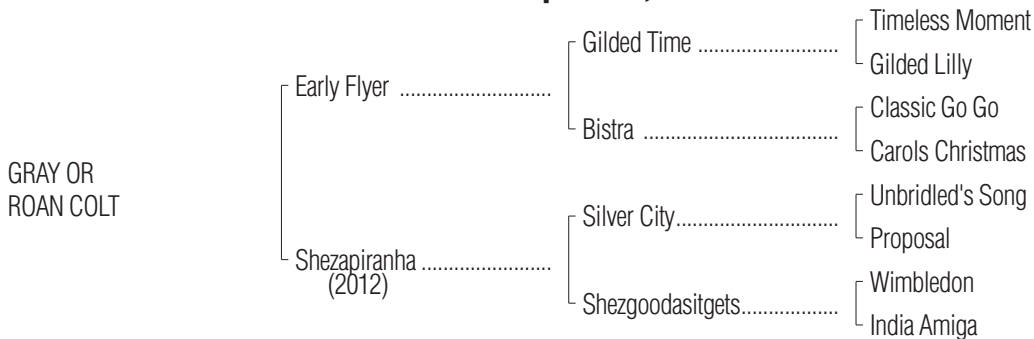 Timeless Moment
Gilded Time ..........................
Gilded Lilly
Early Flyer ............................
Classic Go Go
Bistra ....................................
Carols Christmas
GRAY OR
ROAN COLT
Unbridled's Song
Silver City..............................
Proposal
Shezapiranha ........................
(2012)
Wimbledon
Shezgoodasitgets..................
India Amiga